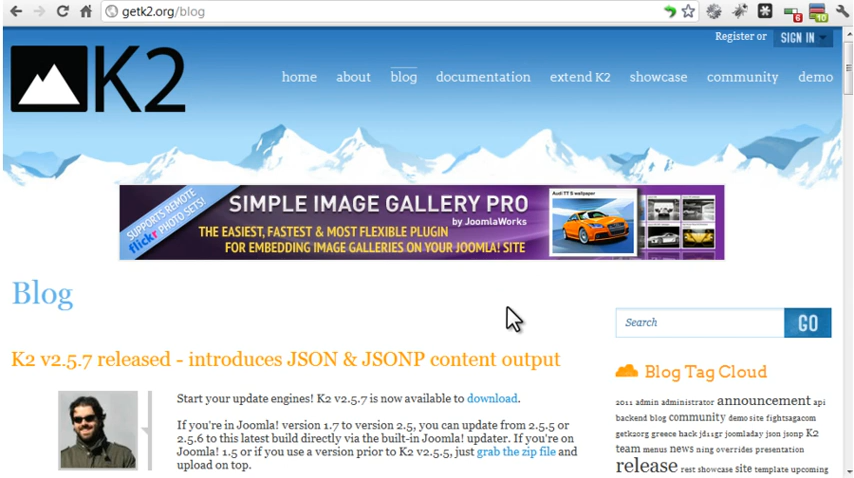 getk2.org/blog
6
10
Register or SIGN IN
K2
home about blog documentation extend K2 showcase community demo
SUPPORTS REMOTE
flickr PHOTO SETS!
SIMPLE IMAGE GALLERY PRO
by JoomlaWorks
THE EASIEST, FASTEST & MOST FLEXIBLE PLUGIN
FOR EMBEDDING IMAGE GALLERIES ON YOUR JOOMLA! SITE
Audi TT S wallpaper
Blog
Search GO
K2 v2.5.7 released - introduces JSON & JSONP content output
Start your update engines! K2 v2.5.7 is now available to download.
If you're in Joomla! version 1.7 to version 2.5, you can update from 2.5.5 or
2.5.6 to this latest build directly via the built-in Joomla! updater. If you're on
Joomla! 1.5 or if you use a version prior to K2 v2.5.5, just grab the zip file and
upload on top.
Blog Tag Cloud
2011 admin administrator announcement api
backend blog community demo site fightsagacom
getk2org greece hack jd11gr joomladay json jsonp K2
team menus news ning overrides presentation
release rest showcase site template upcoming